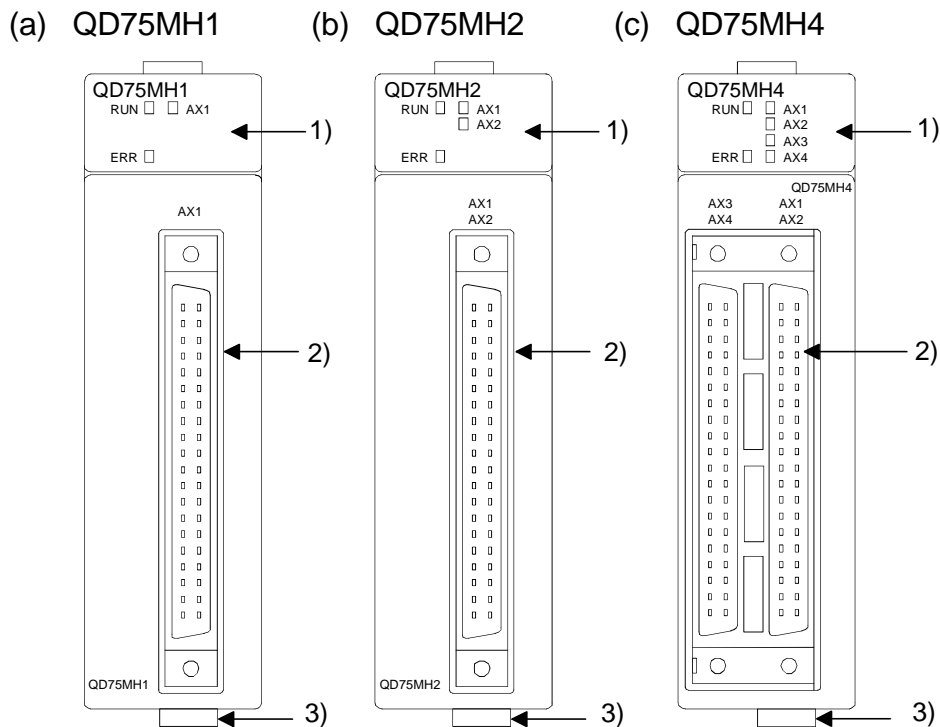 (a) QD75MH1
QD75MH1
RUN AX1
ERR
1)
AX1
2)
QD75MH1
3)
(b) QD75MH2
QD75MH2
RUN AX1
AX2
ERR
1)
AX1
AX2
2)
QD75MH2
3)
(c) QD75MH4
QD75MH4
RUN AX1
AX2
AX3
ERR AX4
1)
QD75MH4
AX3 AX1
AX4 AX2
2)
3)